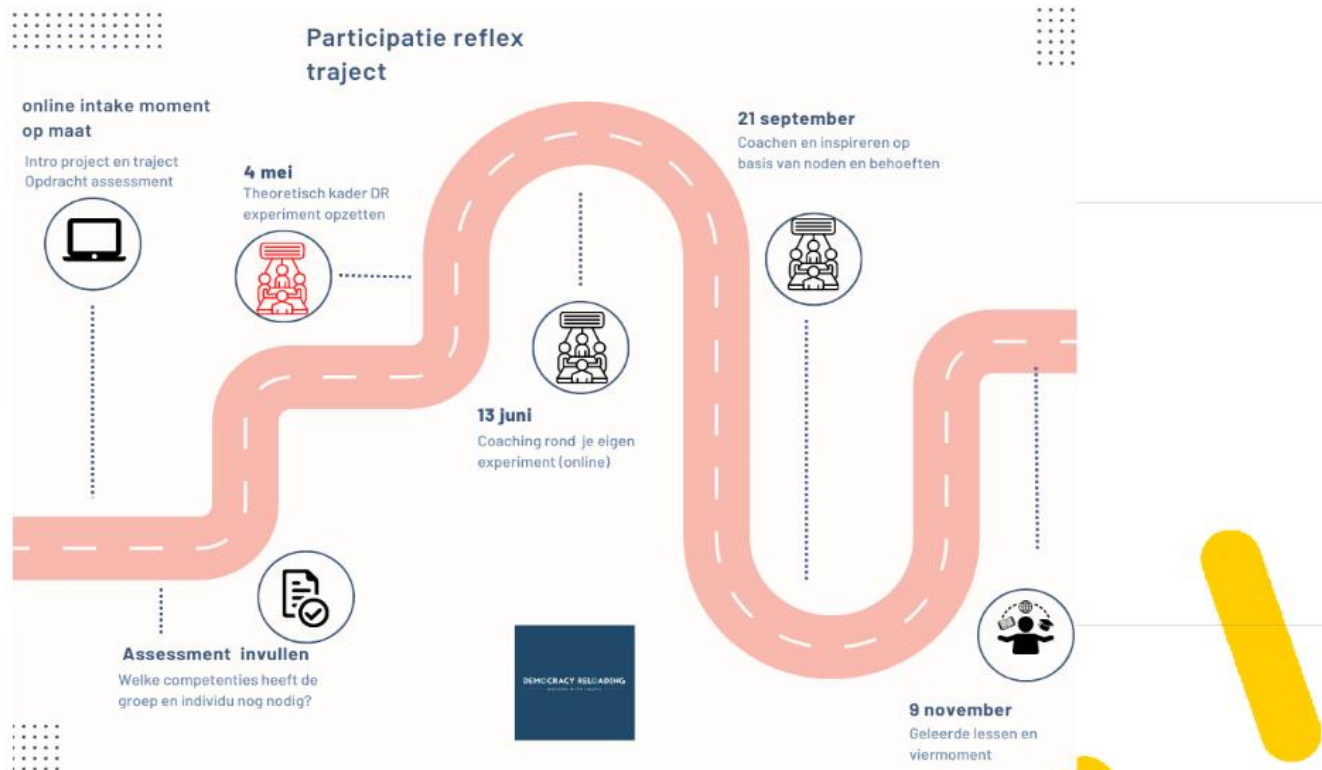 Participatie reflex
traject
online intake moment
op maat
Intro project en traject
Opdracht assessment
4 mei
Theoretisch kader DR
experiment opzetten
21 september
Coachen en inspireren op
basis van noden en behoeften
13 juni
Coaching rond je eigen
experiment (online)
Assessment invullen
Welke competenties heeft de
groep en individu nog nodig?
DEMOCRACY RELOADING
9 november
Geleerde lessen en
viermoment